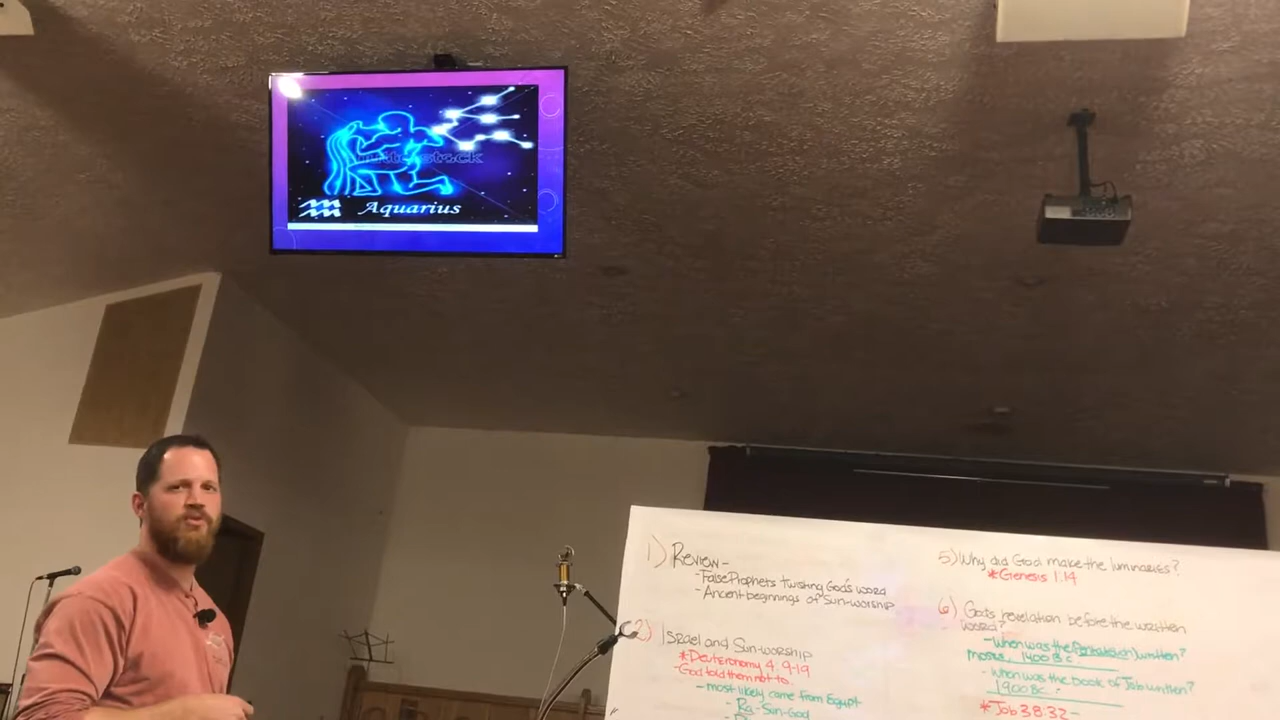 shutterstock
Aquarius
1) Review-
-False Prophets twisting God's word
-Ancient beginnings of Sun-worship
2) Israel and Sun-worship
*Deuteronomy 4:9-19
-God told them not to.
-most likely came from Egypt
-Ra-Sun-God
5) Why did God make the luminaries?
*Genesis 1:14
6) God's revelation before the written
word?
-When was the (Pentateuch) written?
Moses, 1400 B.C.
-When was the book of Job written?
1900 B.C.
*Job 38:32-